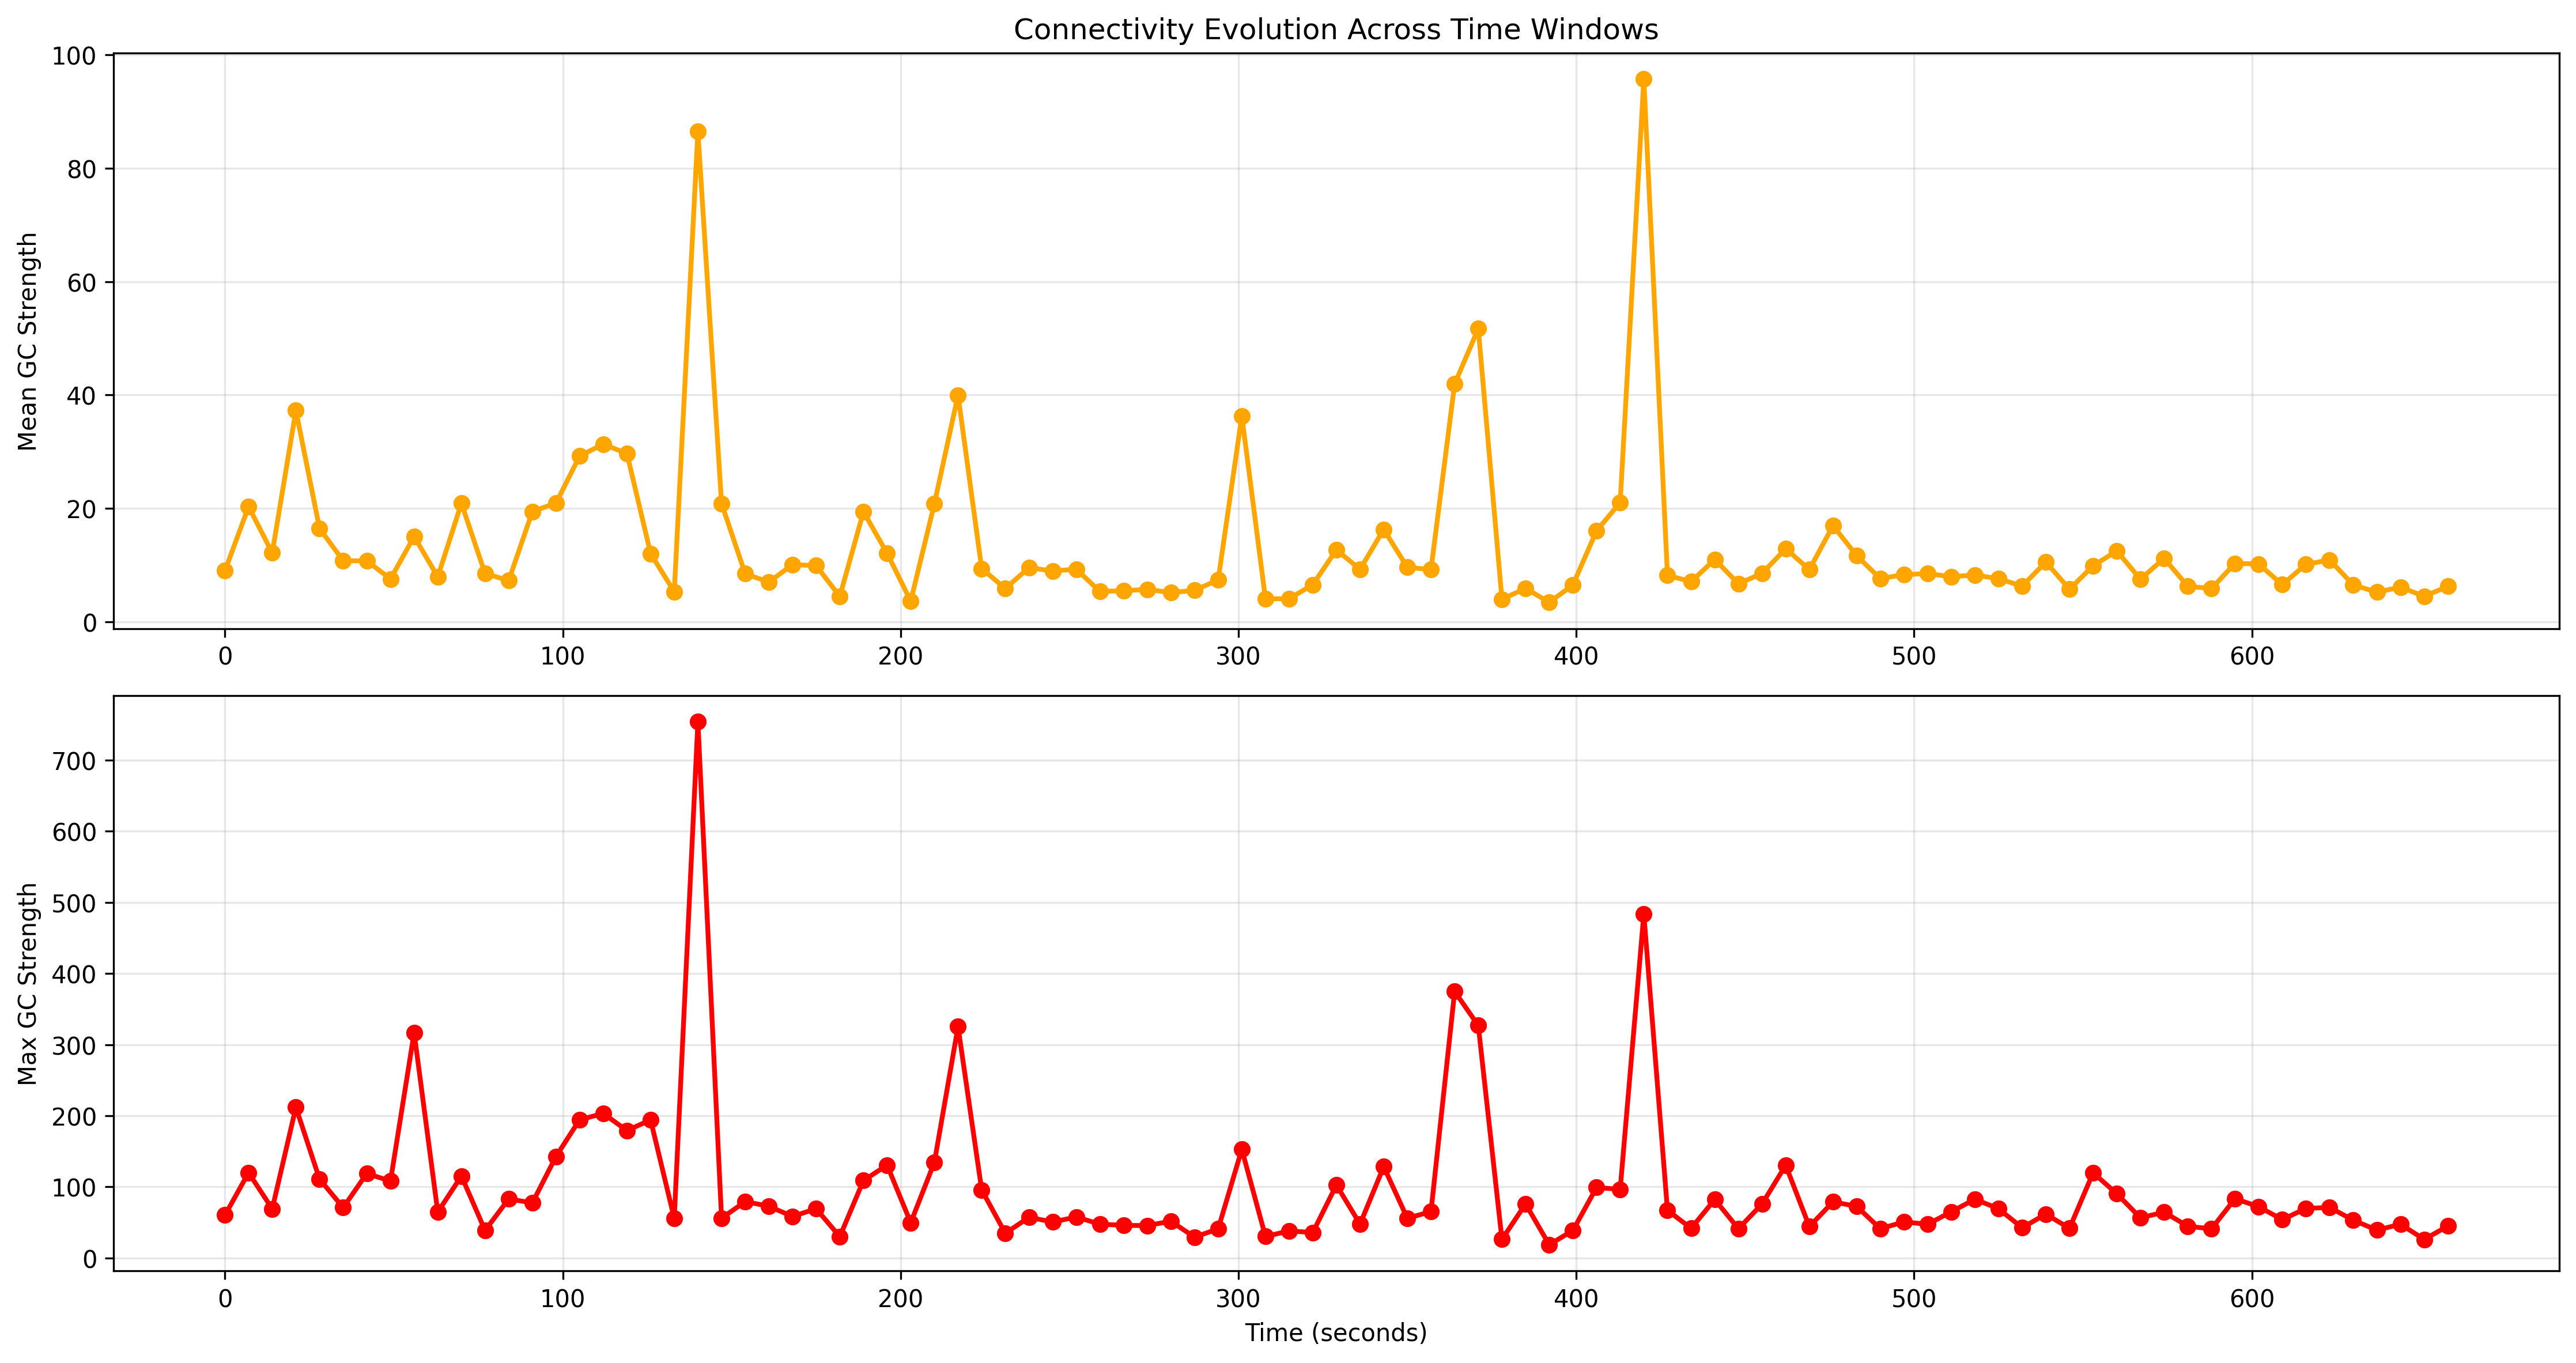 Connectivity Evolution Across Time Windows
Mean GC Strength
100
80
60
40
20
0
0 100 200 300 400 500 600
Max GC Strength
700
600
500
400
300
200
100
0
0 100 200 300 400 500 600
Time (seconds)